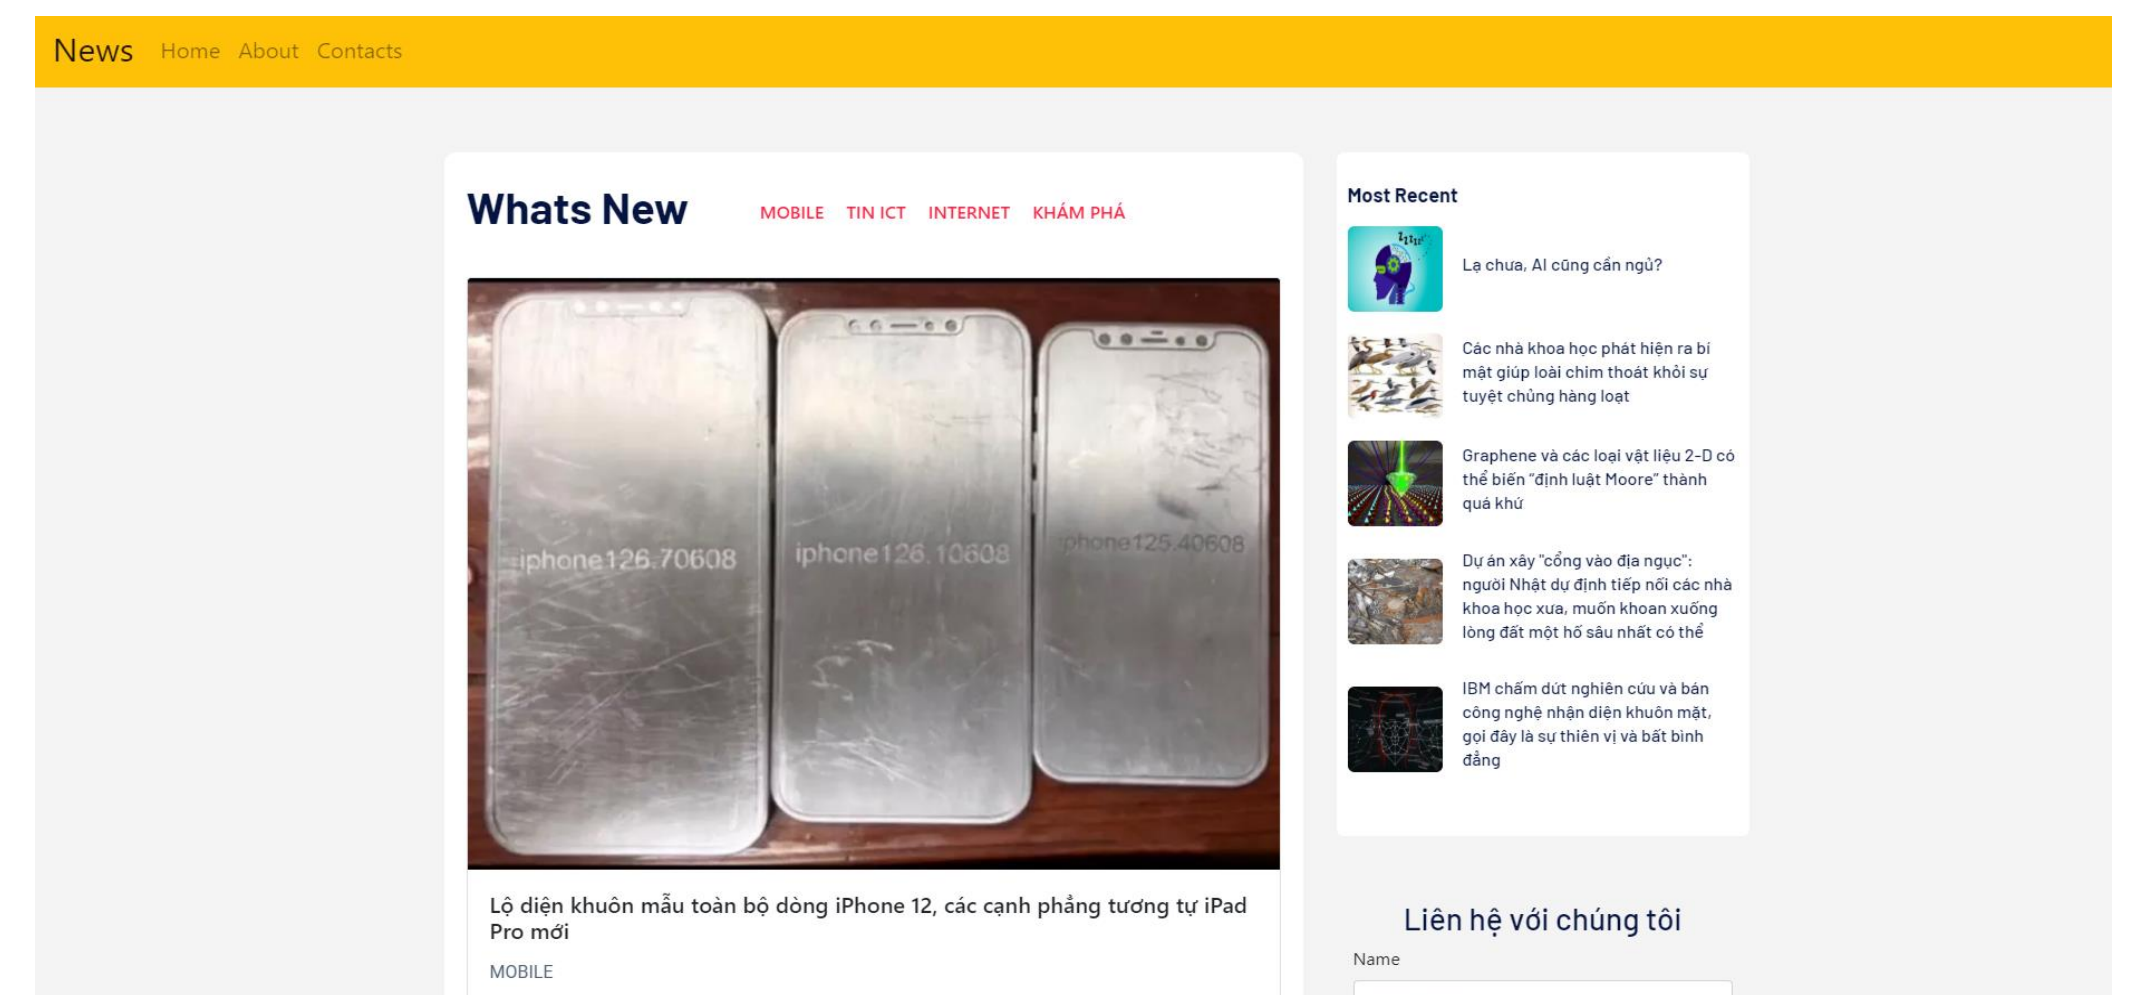 News Home About Contacts
Whats New
MOBILE TIN ICT INTERNET KHÁM PHÁ
iphone126.70608
iphone126.10608
iphone125.40608
Lộ diện khuôn mẫu toàn bộ dòng iPhone 12, các cạnh phẳng tương tự iPad
Pro mới
MOBILE
Most Recent
Lạ chưa, AI cũng cần ngủ?
Các nhà khoa học phát hiện ra bí
mật giúp loài chim thoát khỏi sự
tuyệt chủng hàng loạt
Graphene và các loại vật liệu 2-D có
thể biến “định luật Moore” thành
quá khứ
Dự án xây "cổng vào địa ngục":
người Nhật dự định tiếp nối các nhà
khoa học xưa, muốn khoan xuống
lòng đất một hố sâu nhất có thể
IBM chấm dứt nghiên cứu và bán
công nghệ nhận diện khuôn mặt,
gọi đây là sự thiên vị và bất bình
đẳng
Liên hệ với chúng tôi
Name